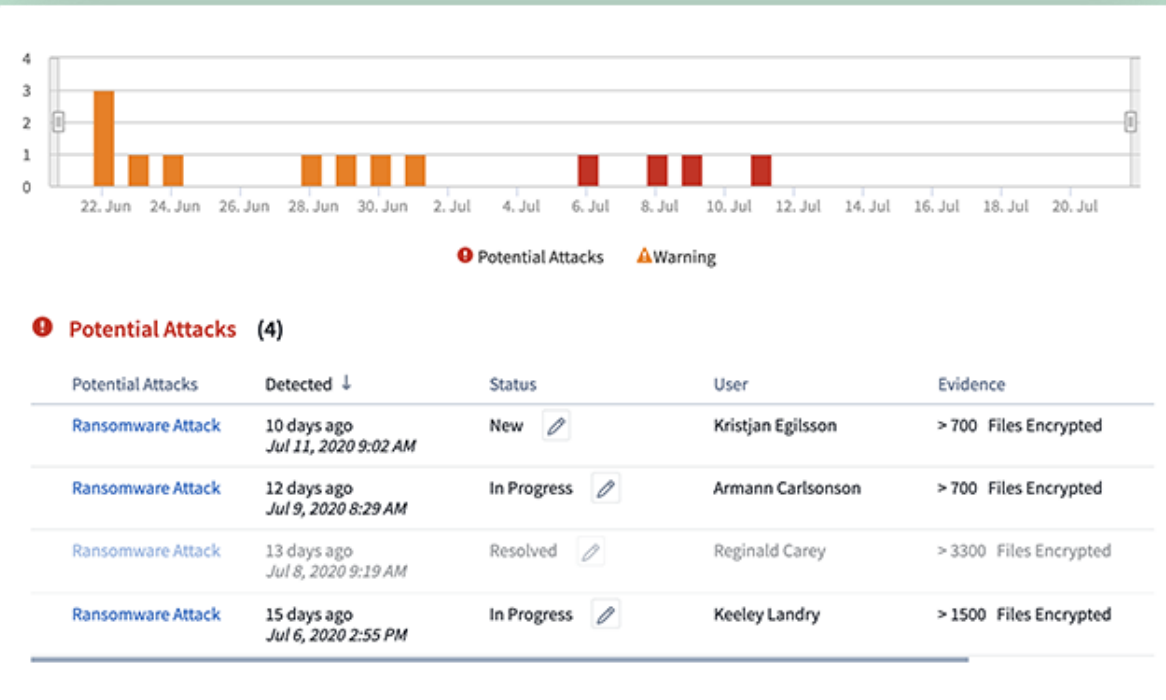 4
3
2
1
0
22. Jun 24. Jun 26. Jun 28. Jun 30. Jun 2. Jul 4. Jul 6. Jul 8. Jul 10. Jul 12. Jul 14. Jul 16. Jul 18. Jul 20. Jul
Potential Attacks Warning
Potential Attacks (4)
Potential Attacks Detected ↓ Status User Evidence
Ransomware Attack 10 days ago New Kristjan Egilsson > 700 Files Encrypted
Jul 11, 2020 9:02 AM
Ransomware Attack 12 days ago In Progress Armann Carlsonson > 700 Files Encrypted
Jul 9, 2020 8:29 AM
Ransomware Attack 13 days ago Resolved Reginald Carey > 3300 Files Encrypted
Jul 8, 2020 9:19 AM
Ransomware Attack 15 days ago In Progress Keeley Landry > 1500 Files Encrypted
Jul 6, 2020 2:55 PM